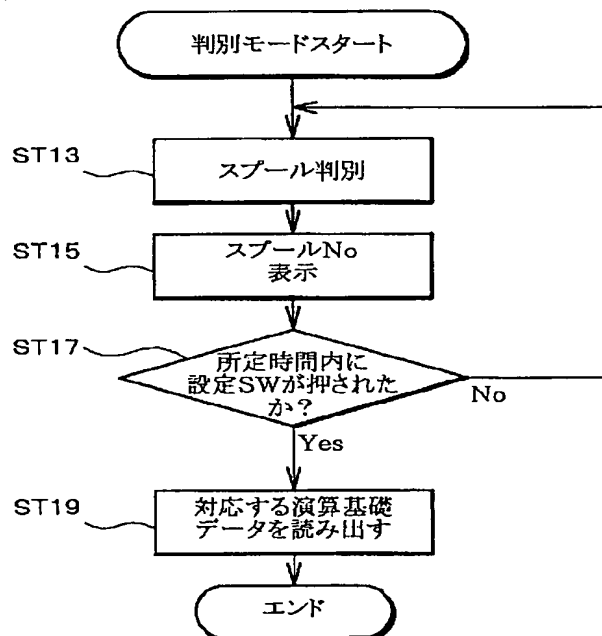 判別モードスタート
ST13
スプール判別
ST15
スプールNo
表示
ST17
所定時間内に
設定SWが押された
か?
No
Yes
ST19
対応する演算基礎
データを読み出す
エンド